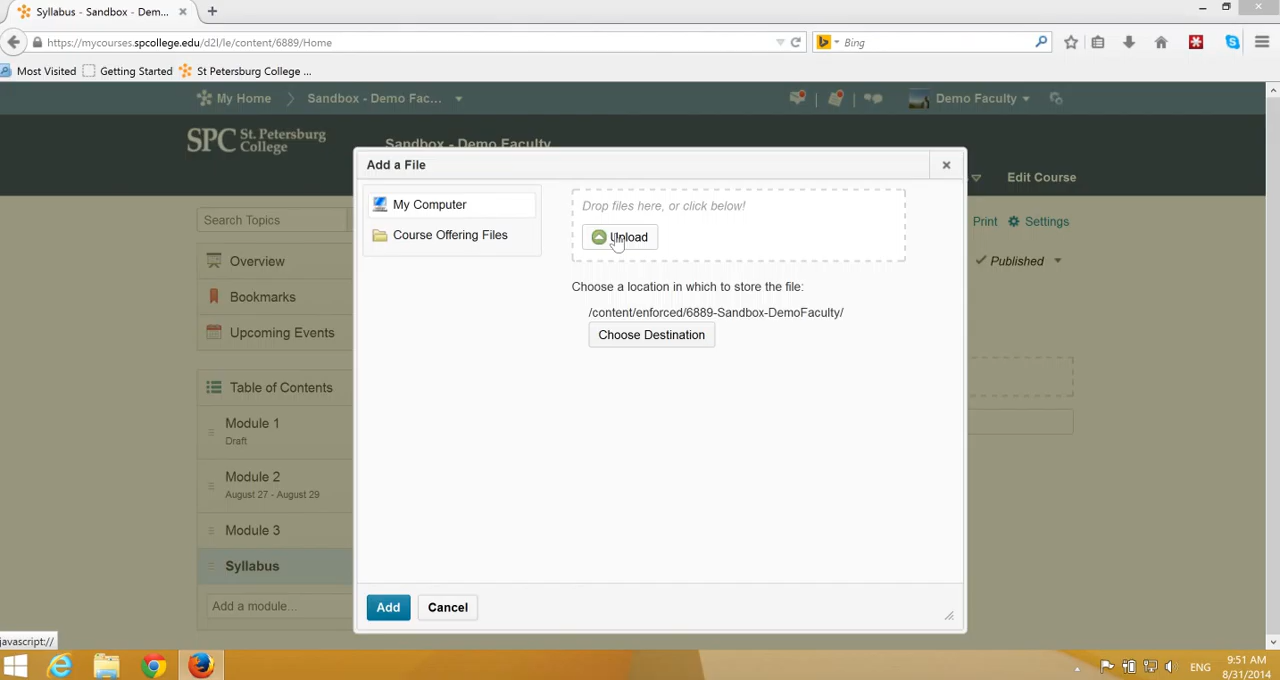 Syllabus - Sandbox - Dem...
https://mycourses.spcollege.edu/d2l/le/content/6889/Home
Bing
Most Visited
Getting Started
St Petersburg College ...
My Home
Sandbox - Demo Fac...
Demo Faculty
SPC St. Petersburg College
Sandbox - Demo Faculty
Edit Course
Add a File
My Computer
Course Offering Files
Drop files here, or click below!
Upload
Choose a location in which to store the file:
/content/enforced/6889-Sandbox-DemoFaculty/
Choose Destination
Add
Cancel
Search Topics
Print
Settings
Published
Overview
Bookmarks
Upcoming Events
Table of Contents
Module 1
Draft
Module 2
August 27 - August 29
Module 3
Syllabus
Add a module...
javascript://
ENG
9:51 AM
8/31/2014